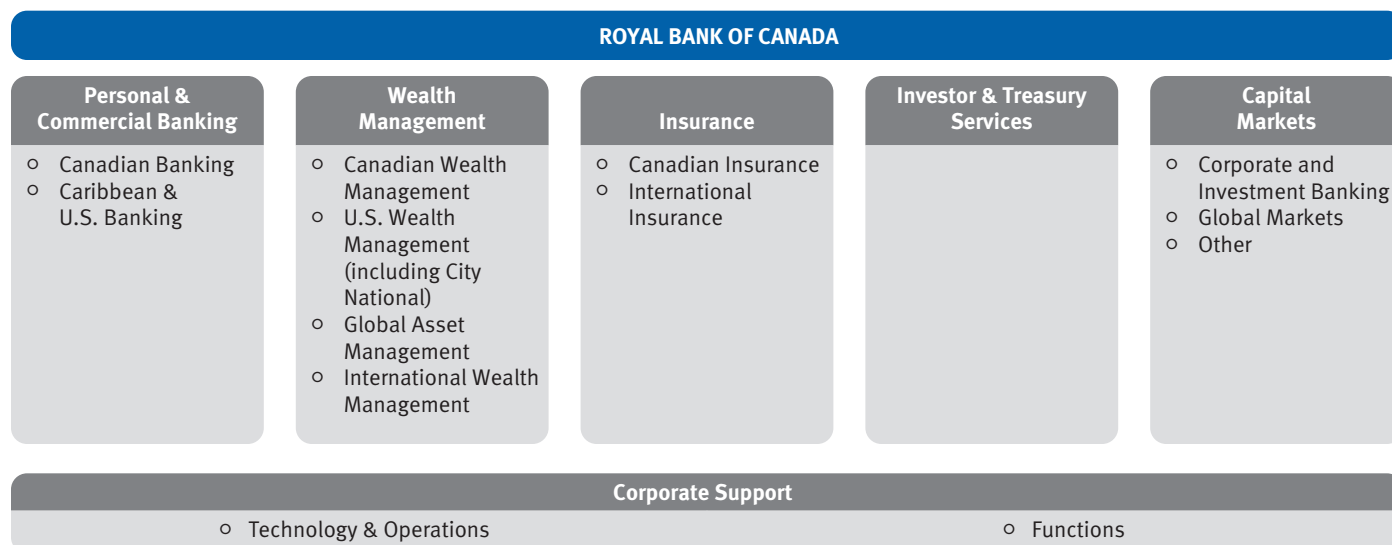 ROYAL BANK OF CANADA
Personal &
Commercial Banking
○ Canadian Banking
○ Caribbean &
U.S. Banking
Wealth
Management
○ Canadian Wealth
Management
○ U.S. Wealth
Management
(including City
National)
○ Global Asset
Management
○ International Wealth
Management
Insurance
○ Canadian Insurance
○ International
Insurance
Investor & Treasury
Services
Capital
Markets
○ Corporate and
Investment Banking
○ Global Markets
○ Other
Corporate Support
○ Technology & Operations
○ Functions